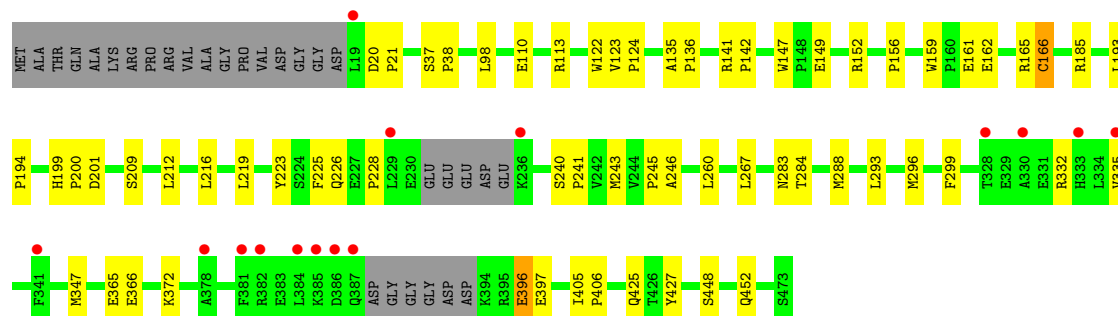 MET ALA THR GLN ALA LYS ARG PRO ARG VAL ALA GLY PRO VAL ASP GLY GLY ASP L19 D20 P21 S37 P38 L98 E110 R113 W122 V123 P124 A135 P136 R141 P142 W147 P148 E149 R152 P156 W159 P160 E161 E162 R165 C166 R185 L193
P194 H199 P200 D201 S209 L212 L216 L219 Y223 S224 F225 Q226 E227 P228 L229 E230 GLU GLU GLU ASP GLU K236 S240 P241 V242 M243 V244 P245 A246 L260 L267 N283 T284 M288 L293 M296 F299 T328 E329 A330 E331 R332 H333 L334
F341 M347 E365 E366 K372 A378 F381 R382 E383 L384 K385 D386 Q387 ASP GLY GLY GLY ASP ASP K394 R395 E396 E397 I405 P406 Q425 T426 Y427 S448 Q452 S473